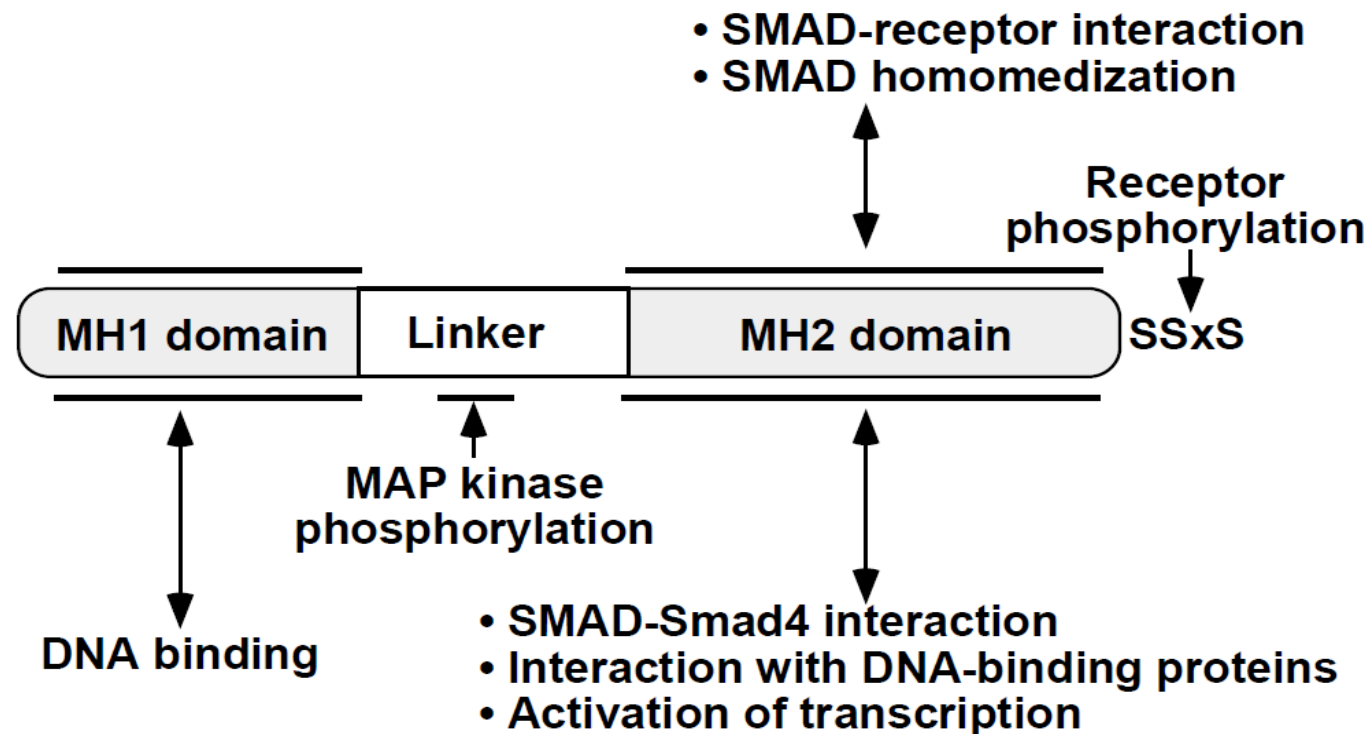 • SMAD-receptor interaction
• SMAD homomedization
Receptor
phosphorylation
MH1 domain
Linker
MH2 domain
SSxS
MAP kinase
phosphorylation
DNA binding
• SMAD-Smad4 interaction
• Interaction with DNA-binding proteins
• Activation of transcription